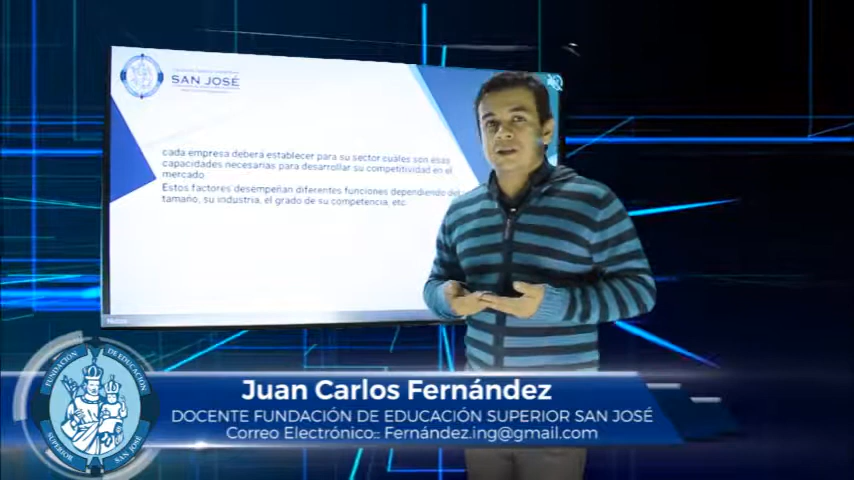 SAN JOSÉ
cada empresa deberá establecer para su sector cuáles son esas
capacidades necesarias para desarrollar su competitividad en el
mercado
Estos factores desempeñan diferentes funciones dependiendo del
tamaño, su industria, el grado de su competencia, etc.
FUNDACIÓN DE EDUCACIÓN
SUPERIOR SAN JOSÉ
Juan Carlos Fernández
DOCENTE FUNDACIÓN DE EDUCACIÓN SUPERIOR SAN JOSÉ
Correo Electrónico.: Fernández.ing@gmail.com